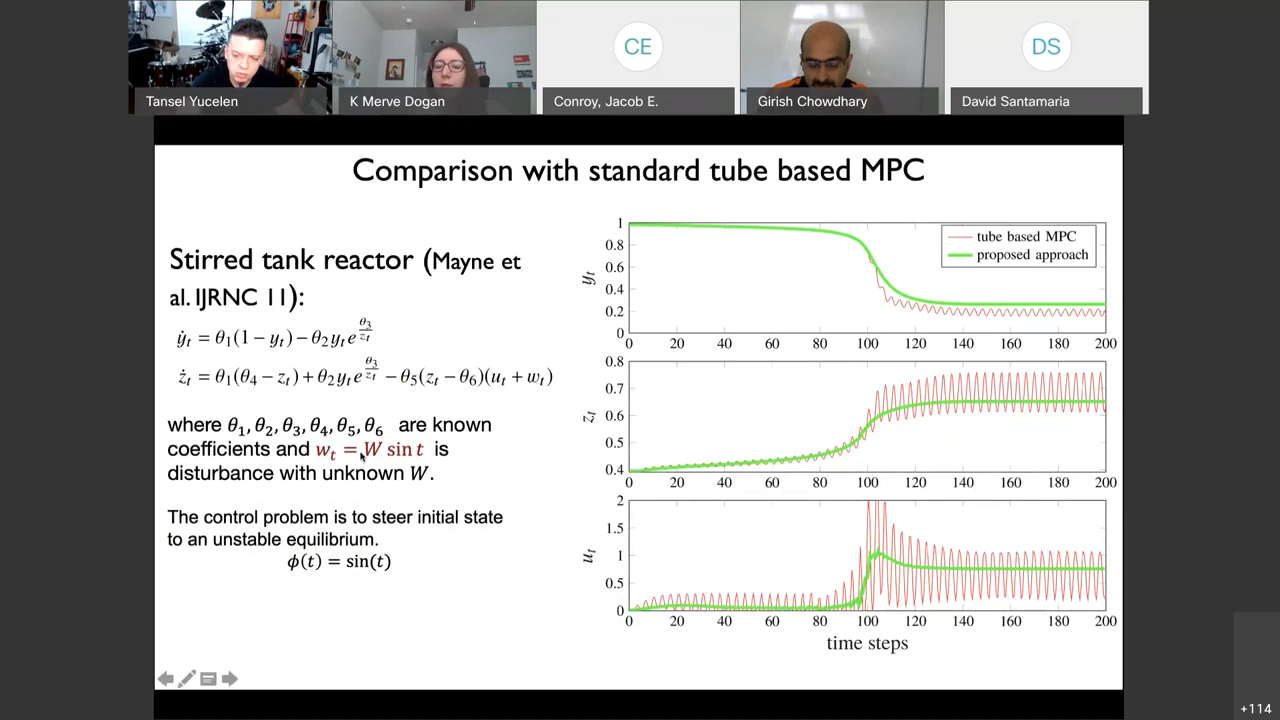 CE
DS
Tansel Yucelen
K Merve Dogan
Conroy, Jacob E.
Girish Chowdhary
David Santamaria
Comparison with standard tube based MPC
Stirred tank reactor (Mayne et
al. IJRNC 11):
ẏₜ = θ₁(1 − yₜ) − θ₂yₜe^(θ₃/zₜ)
żₜ = θ₁(θ₄ − zₜ) + θ₂yₜe^(θ₃/zₜ) − θ₅(zₜ − θ₆)(uₜ + wₜ)
where θ₁, θ₂, θ₃, θ₄, θ₅, θ₆ are known
coefficients and wₜ = W sin t is
disturbance with unknown W.
The control problem is to steer initial state
to an unstable equilibrium.
ϕ(t) = sin(t)
tube based MPC
proposed approach
yₜ
1
0.8
0.6
0.4
0.2
0
0 20 40 60 80 100 120 140 160 180 200
zₜ
0.8
0.7
0.6
0.5
0.4
0 20 40 60 80 100 120 140 160 180 200
uₜ
2
1.5
1
0.5
0
0 20 40 60 80 100 120 140 160 180 200
time steps
+114